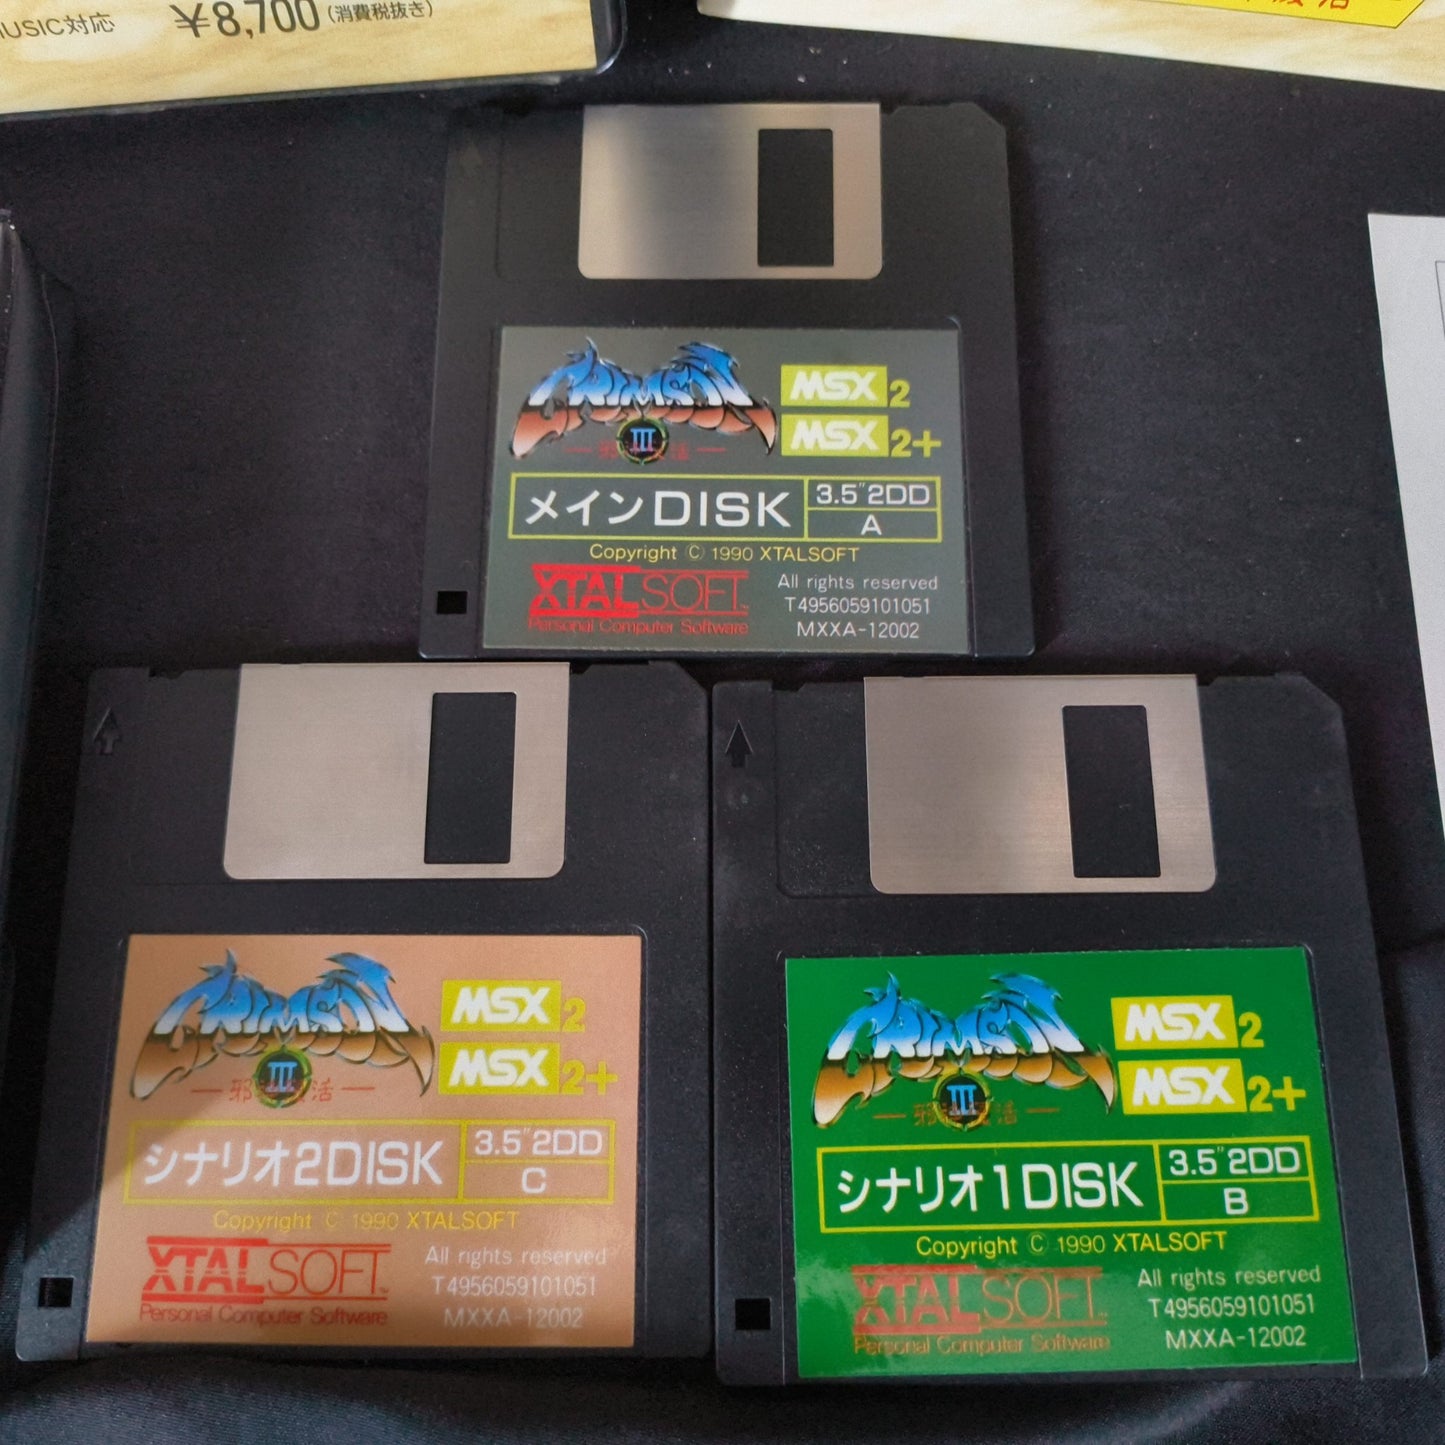 MUSIC対応 ¥8,700(消費税抜き)
CRIMSON
III
MSX2
MSX2+
メインDISK
3.5"2DD
A
Copyright © 1990 XTALSOFT
XTALSOFT
Personal Computer Software
All rights reserved
T4956059101051
MXXA-12002
CRIMSON
III
MSX2
MSX2+
シナリオ2DISK
3.5"2DD
C
Copyright © 1990 XTALSOFT
XTALSOFT
Personal Computer Software
All rights reserved
T4956059101051
MXXA-12002
CRIMSON
III
MSX2
MSX2+
シナリオ1DISK
3.5"2DD
B
Copyright © 1990 XTALSOFT
XTALSOFT
Personal Computer Software
All rights reserved
T4956059101051
MXXA-12002